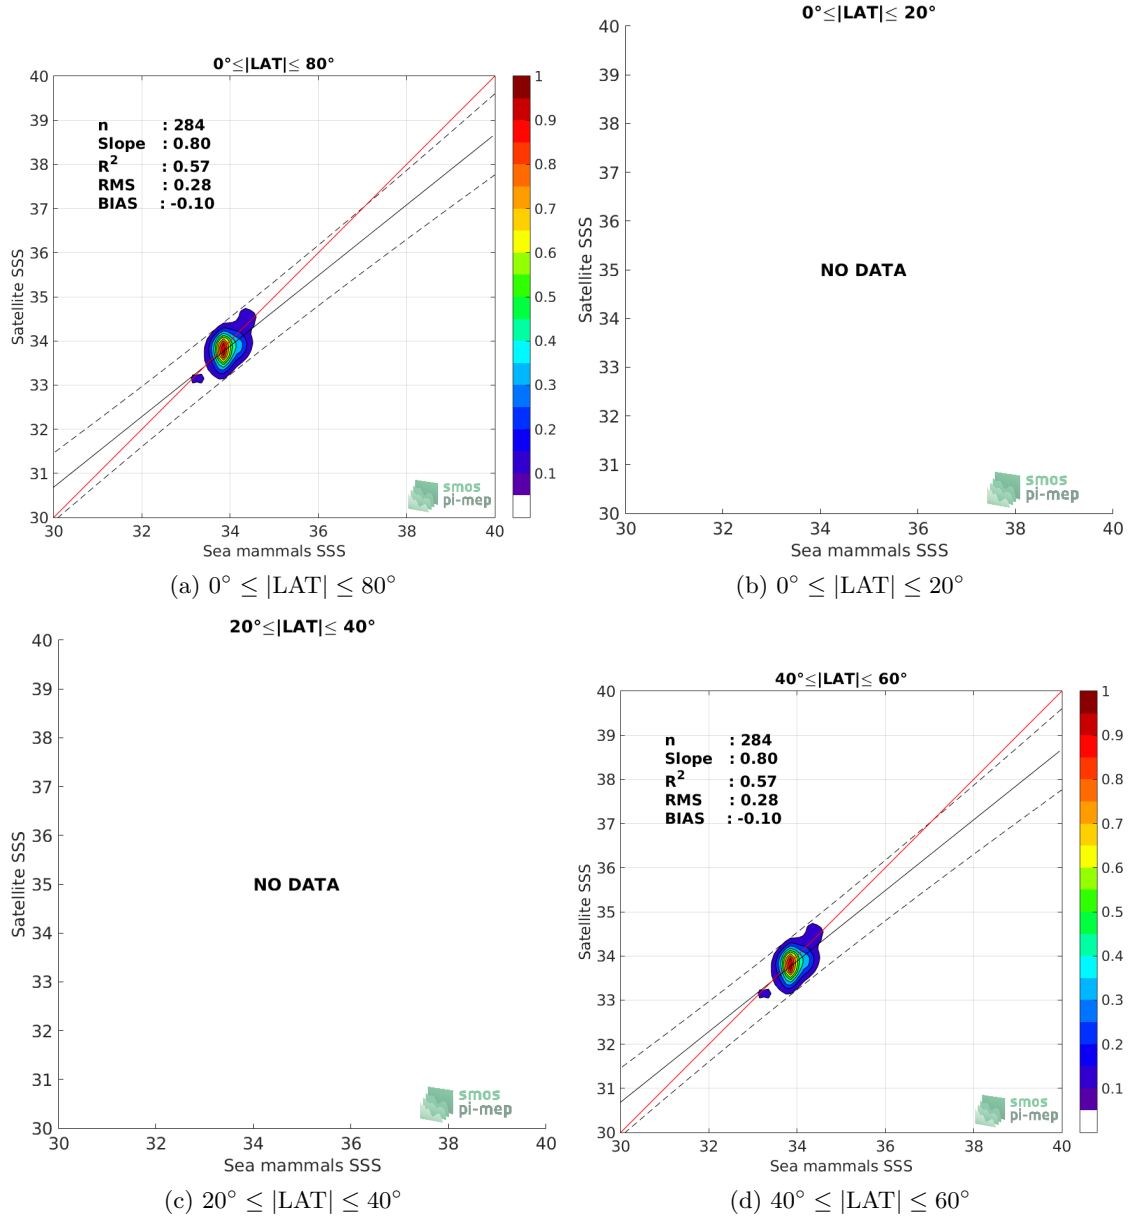 0°≤|LAT|≤ 80°
40
39
38
37
36
35
34
33
32
31
30
30
32
34
36
38
40
Satellite SSS
Sea mammals SSS
n : 284
Slope : 0.80
R² : 0.57
RMS : 0.28
BIAS : -0.10
smos
pi-mep
1
0.9
0.8
0.7
0.6
0.5
0.4
0.3
0.2
0.1
(a) 0° ≤ |LAT| ≤ 80°
0°≤|LAT|≤ 20°
40
39
38
37
36
35
34
33
32
31
30
30
32
34
36
38
40
Satellite SSS
Sea mammals SSS
NO DATA
smos
pi-mep
(b) 0° ≤ |LAT| ≤ 20°
20°≤|LAT|≤ 40°
40
39
38
37
36
35
34
33
32
31
30
30
32
34
36
38
40
Satellite SSS
Sea mammals SSS
NO DATA
smos
pi-mep
(c) 20° ≤ |LAT| ≤ 40°
40°≤|LAT|≤ 60°
40
39
38
37
36
35
34
33
32
31
30
30
32
34
36
38
40
Satellite SSS
Sea mammals SSS
n : 284
Slope : 0.80
R² : 0.57
RMS : 0.28
BIAS : -0.10
smos
pi-mep
1
0.9
0.8
0.7
0.6
0.5
0.4
0.3
0.2
0.1
(d) 40° ≤ |LAT| ≤ 60°